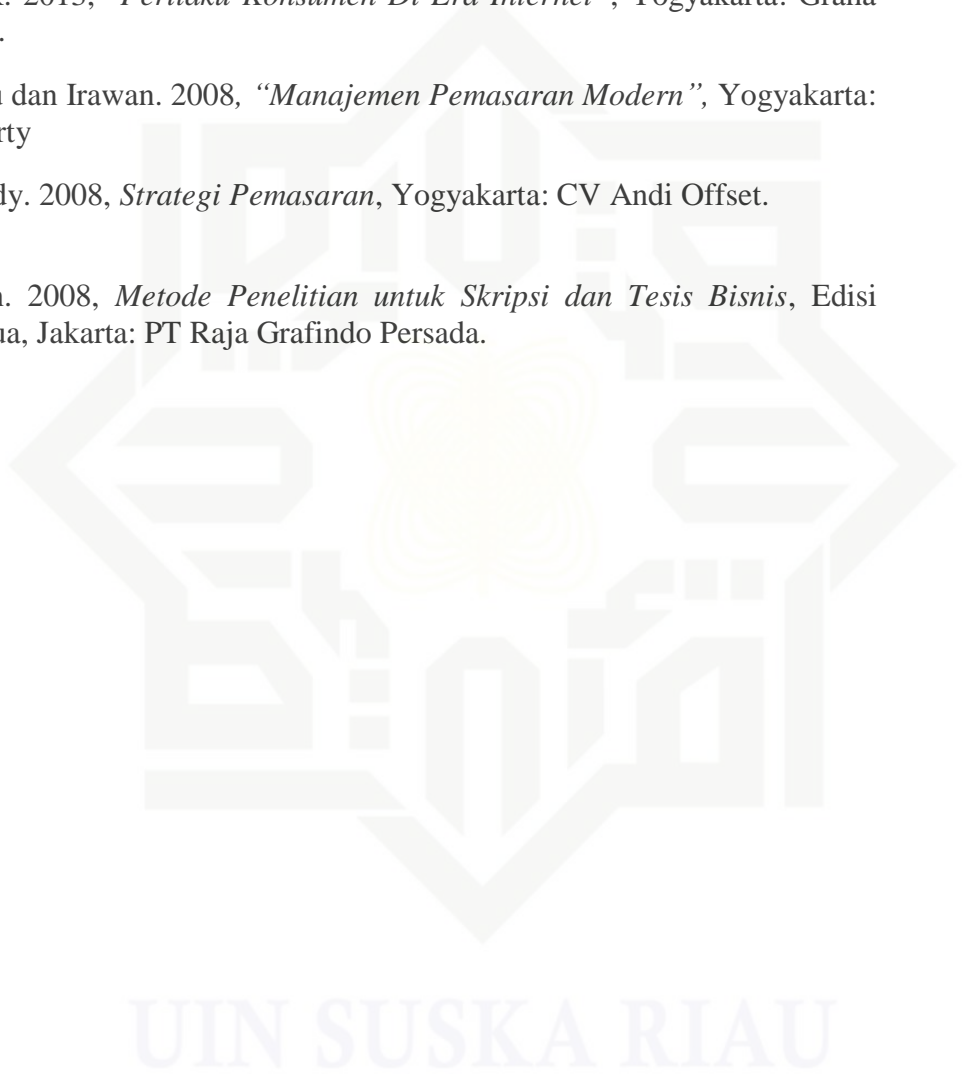 . 2013, "Perilaku Konsumen Di Era Internet", Yogyakarta: Graha
.
dan Irawan. 2008, “Manajemen Pemasaran Modern”, Yogyakarta:
rty
dy. 2008, Strategi Pemasaran, Yogyakarta: CV Andi Offset.
. 2008, Metode Penelitian untuk Skripsi dan Tesis Bisnis, Edisi
ua, Jakarta: PT Raja Grafindo Persada.
UIN SUSKA RIAU